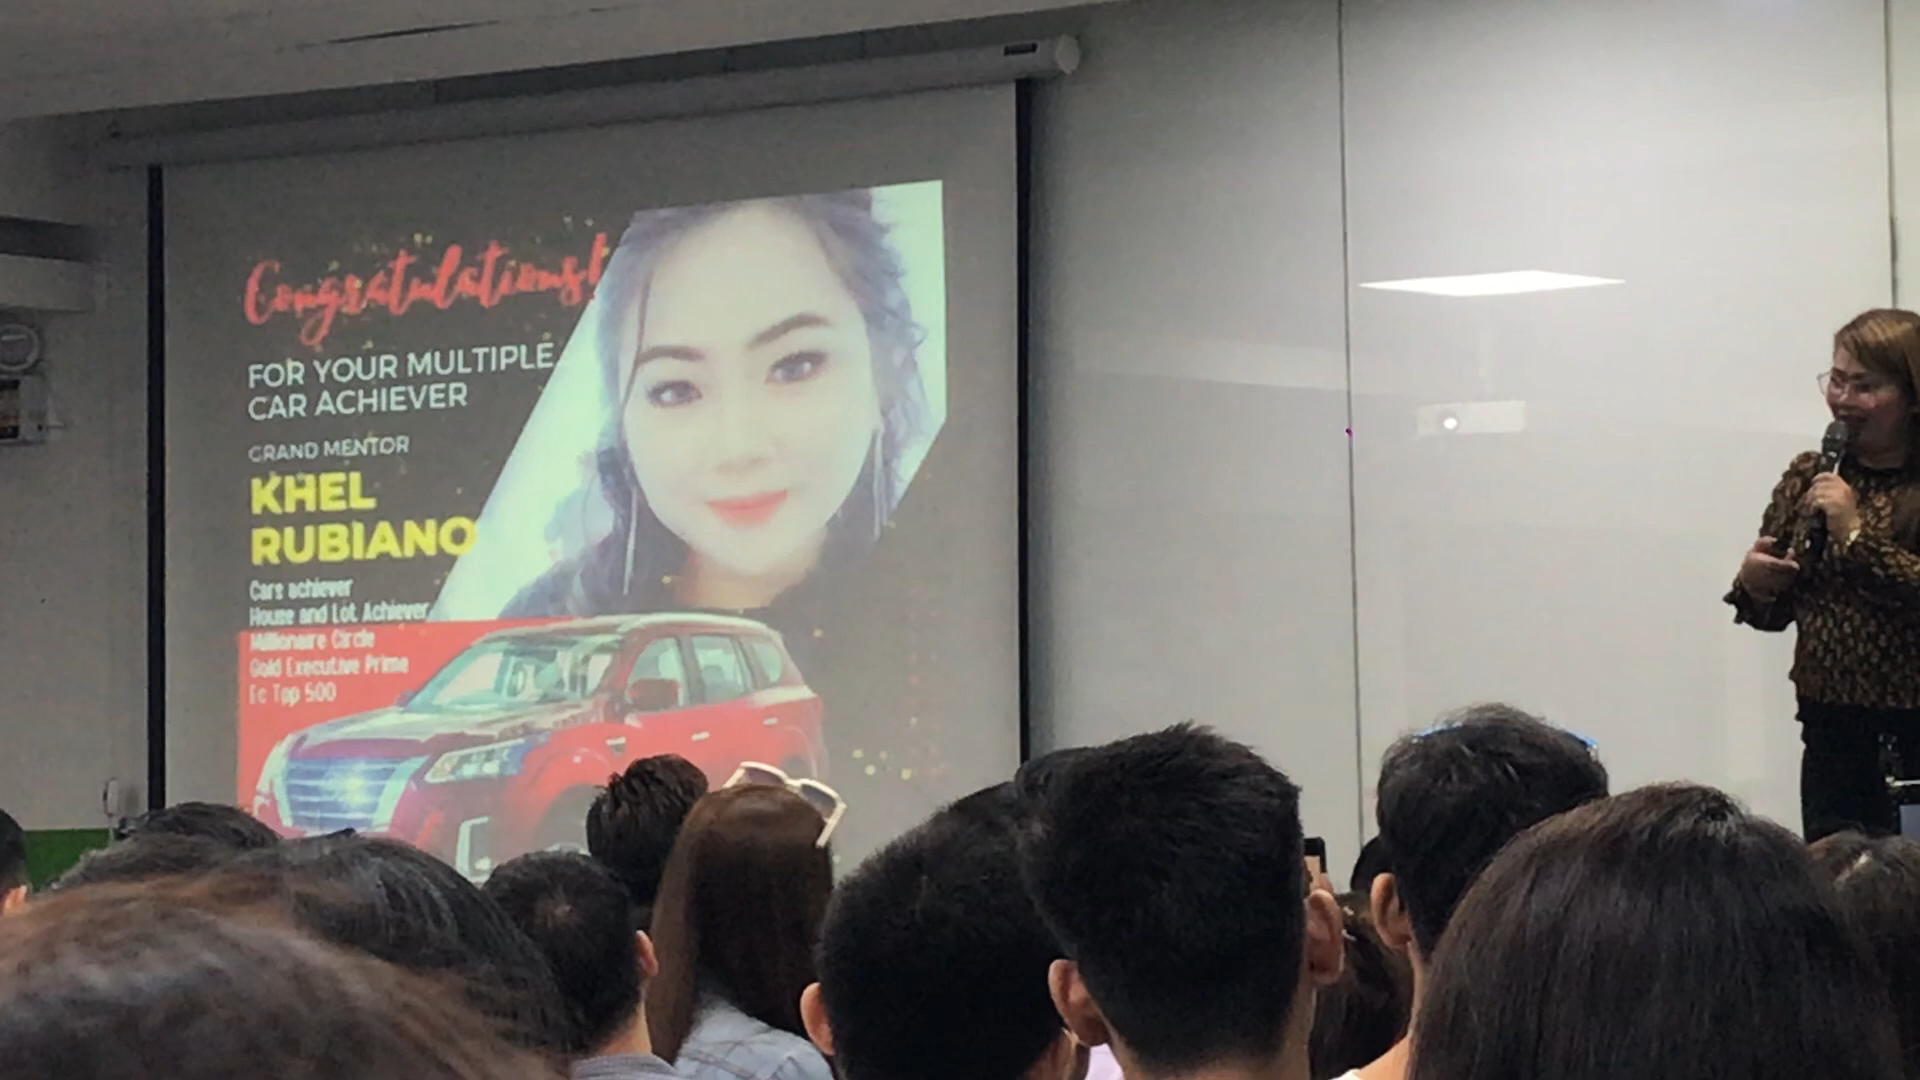 Congratulations!
FOR YOUR MULTIPLE
CAR ACHIEVER
GRAND MENTOR
KHEL
RUBIANO
Cars achiever
House and Lot Achiever
Millionaire Circle
Gold Executive Prime
Ec Top 500